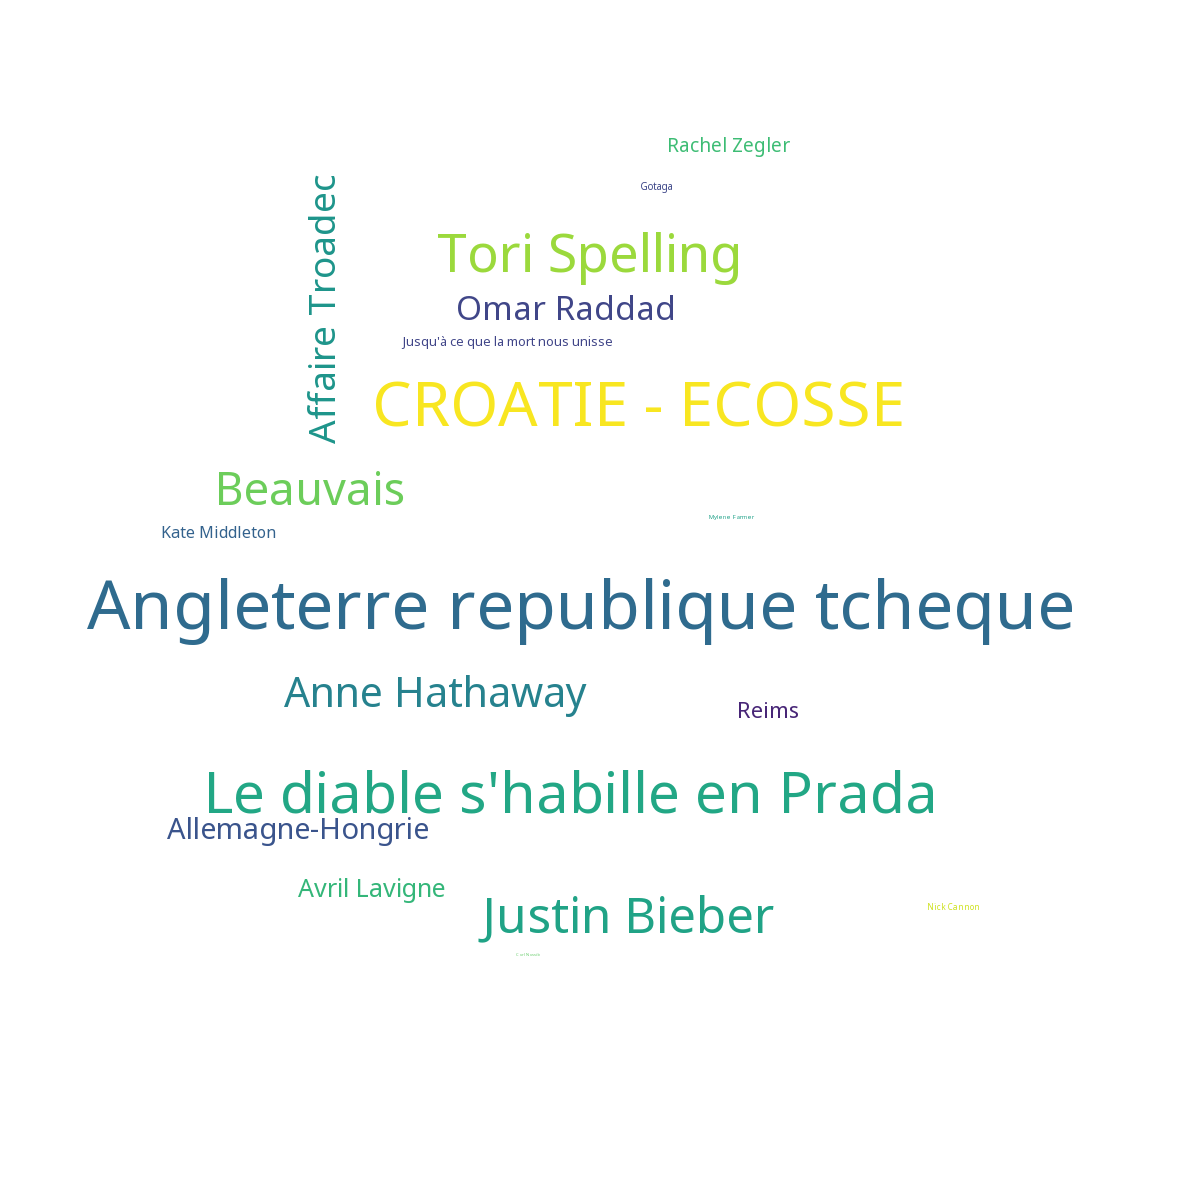 Rachel Zegler
Gotaga
Affaire Troadec
Tori Spelling
Omar Raddad
Jusqu'à ce que la mort nous unisse
CROATIE - ECOSSE
Beauvais
Mylene Farmer
Kate Middleton
Angleterre republique tcheque
Anne Hathaway
Reims
Le diable s'habille en Prada
Allemagne-Hongrie
Avril Lavigne
Justin Bieber
Nick Cannon